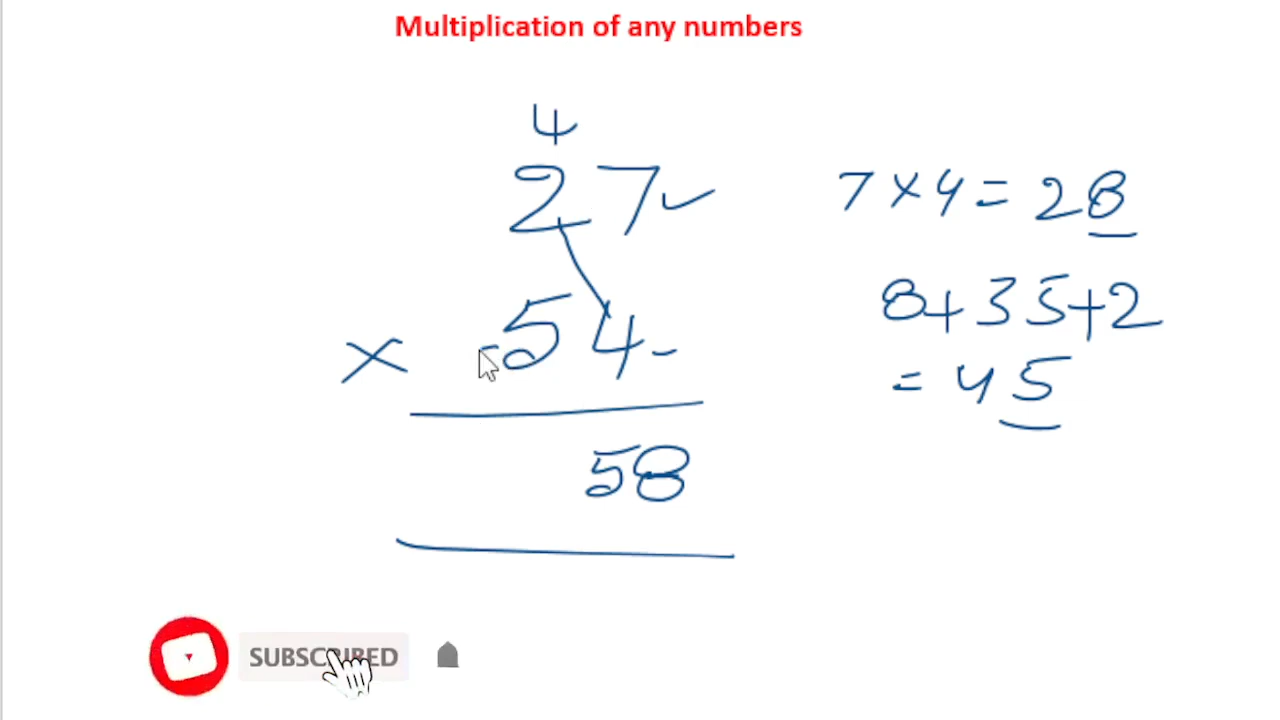 Multiplication of any numbers
4
27
7 × 4 = 28
× 54
8+35+2
= 45
58
SUBSCRIBED